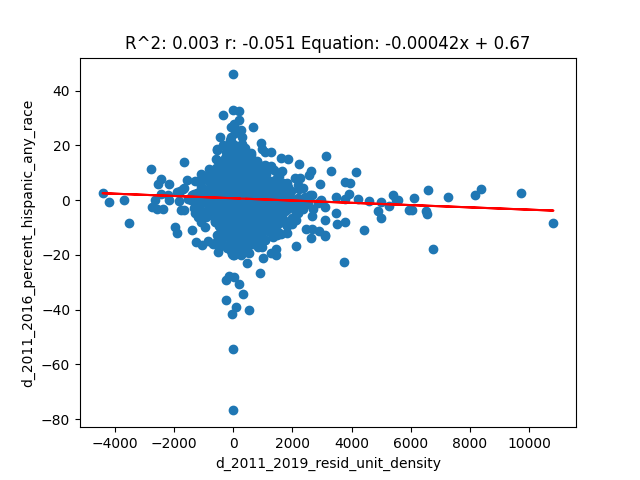 R^2: 0.003 r: -0.051 Equation: -0.00042x + 0.67
d_2011_2016_percent_hispanic_any_race
40
20
0
−20
−40
−60
−80
−4000 −2000 0 2000 4000 6000 8000 10000
d_2011_2019_resid_unit_density